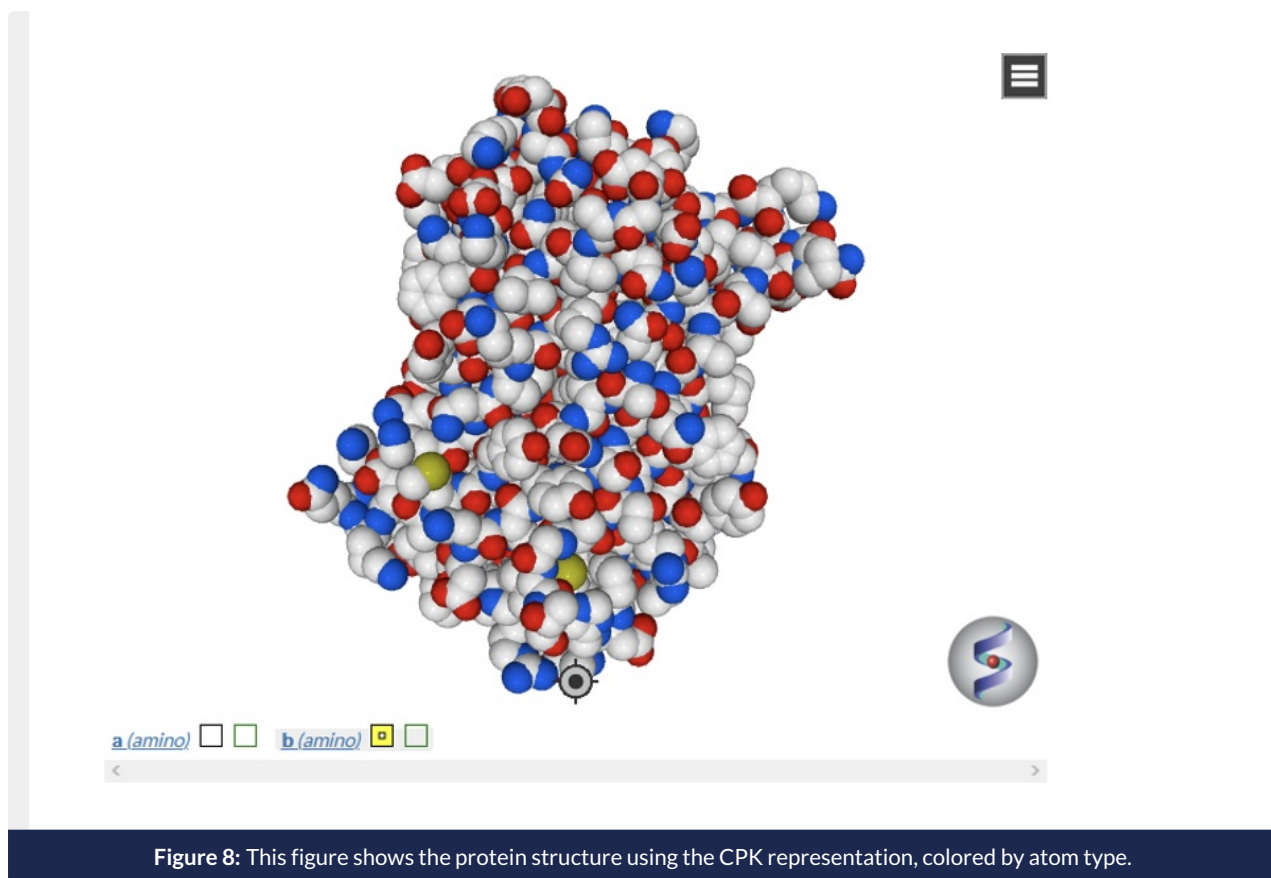 a (amino) b (amino)
Figure 8: This figure shows the protein structure using the CPK representation, colored by atom type.